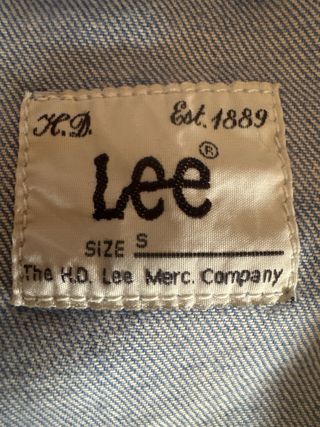 H.D. Est. 1889
Lee®
SIZE S
The H.D. Lee Merc. Company